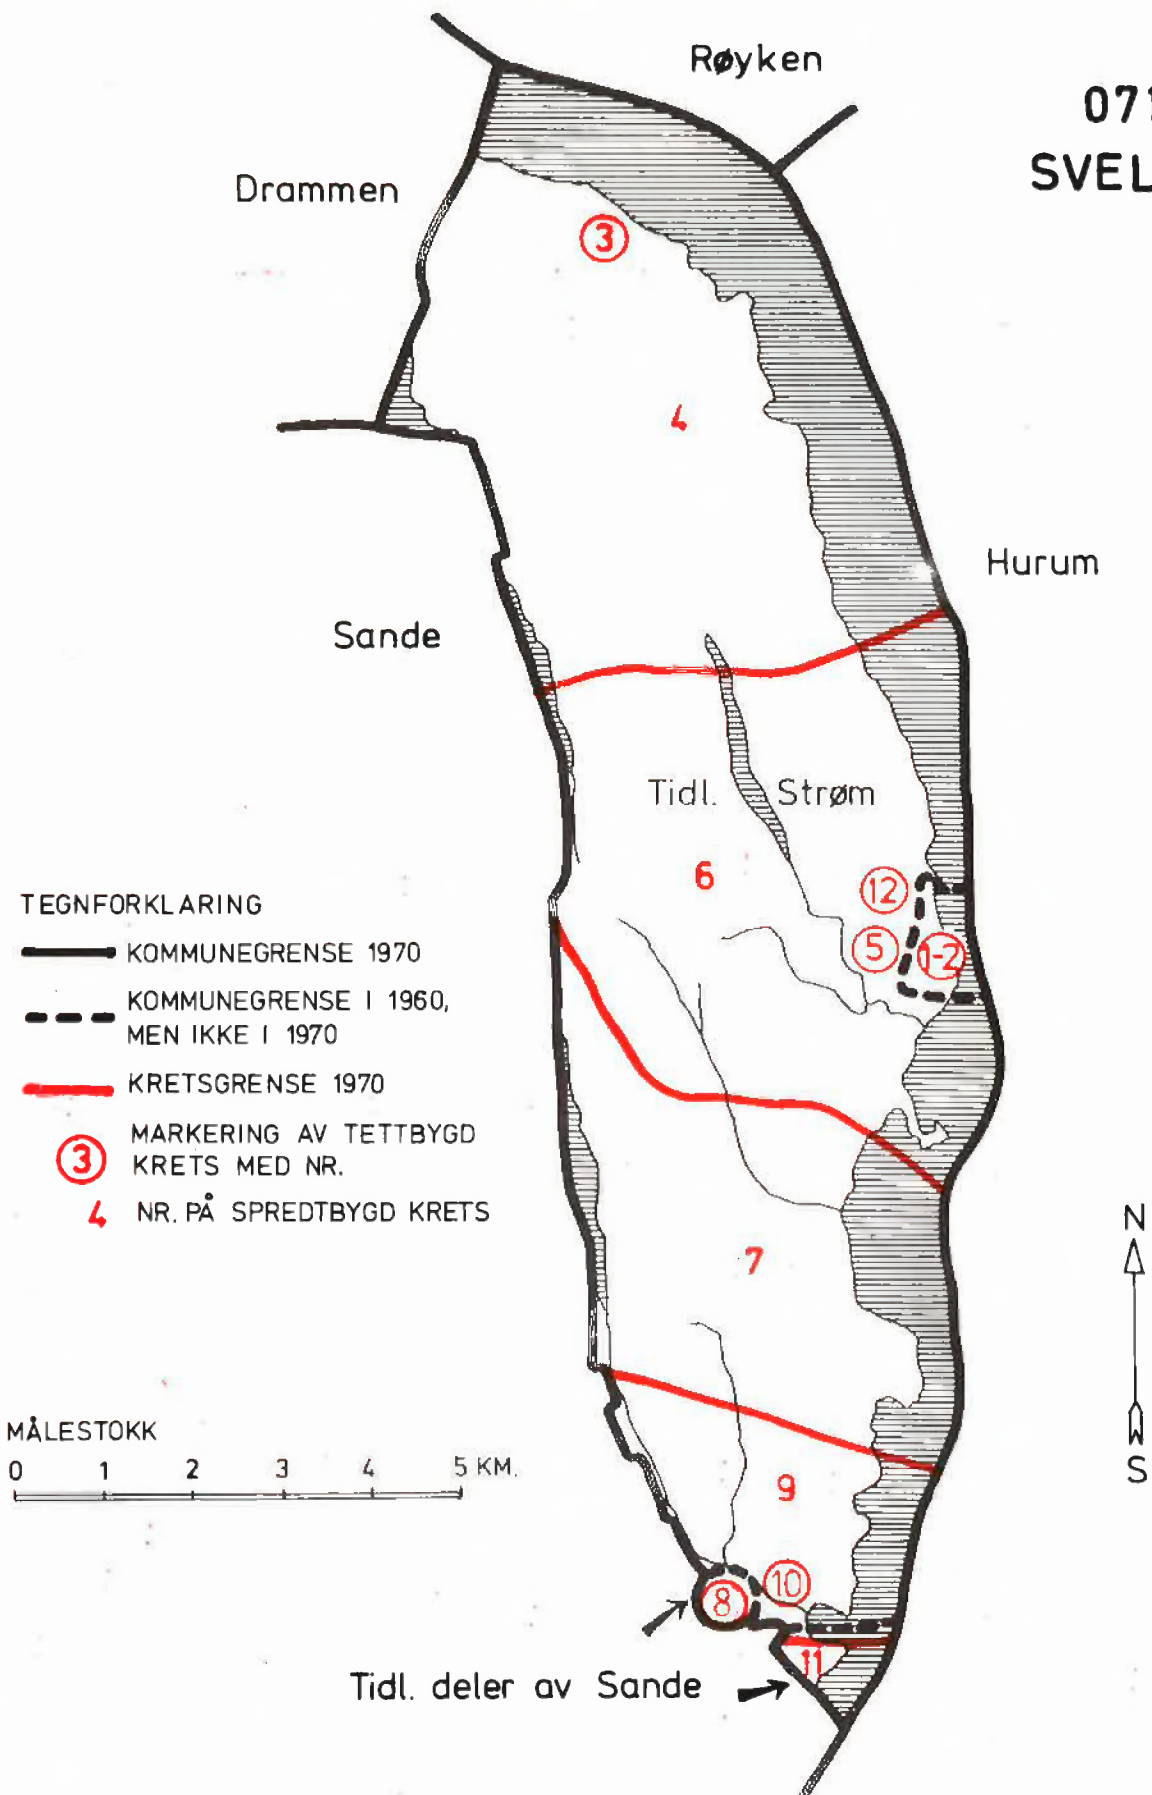 Røyken
071
SVEL
Drammen
3
4
Hurum
Sande
Tidl. Strøm
6
12
5
1-2
TEGNFORKLARING
KOMMUNEGRENSE 1970
KOMMUNEGRENSE I 1960,
MEN IKKE I 1970
KRETSGRENSE 1970
3 MARKERING AV TETTBYGD
KRETS MED NR.
4 NR. PÅ SPREDTBYGD KRETS
7
N
S
MÅLESTOKK
0 1 2 3 4 5 KM.
9
10
8
11
Tidl. deler av Sande